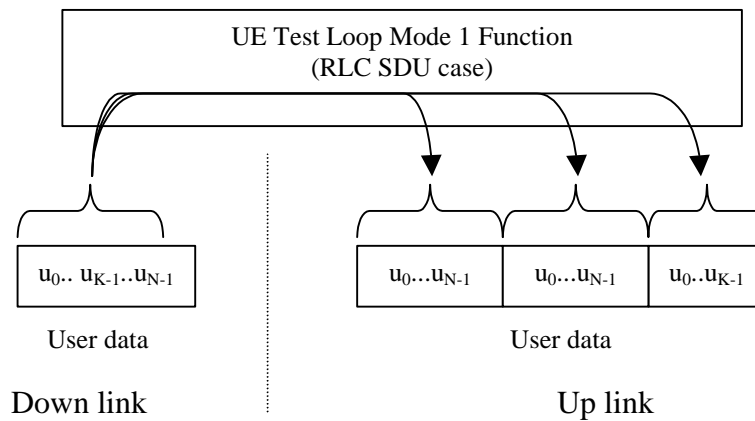 UE Test Loop Mode 1 Function
(RLC SDU case)
u0.. uK-1..uN-1
u0...uN-1
u0...uN-1
u0..uK-1
User data
User data
Down link
Up link